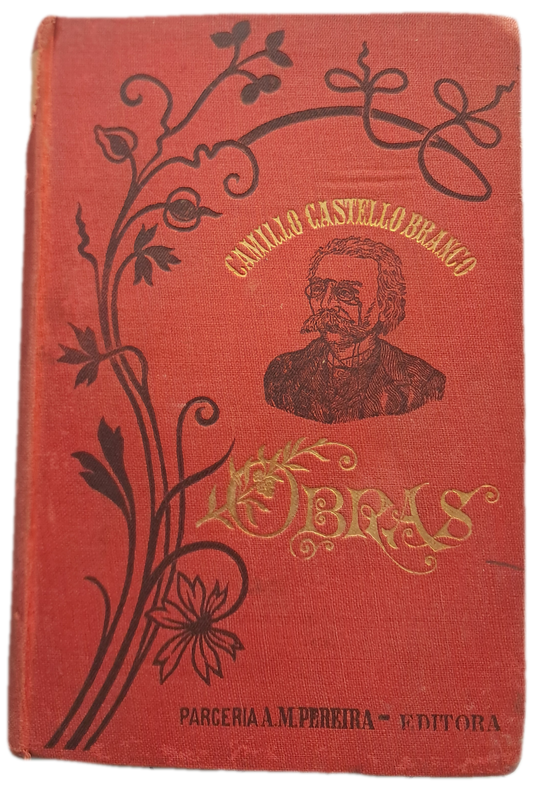 CAMILLO CASTELLO BRANCO
OBRAS
PARCERIA A. M. PEREIRA - EDITORA